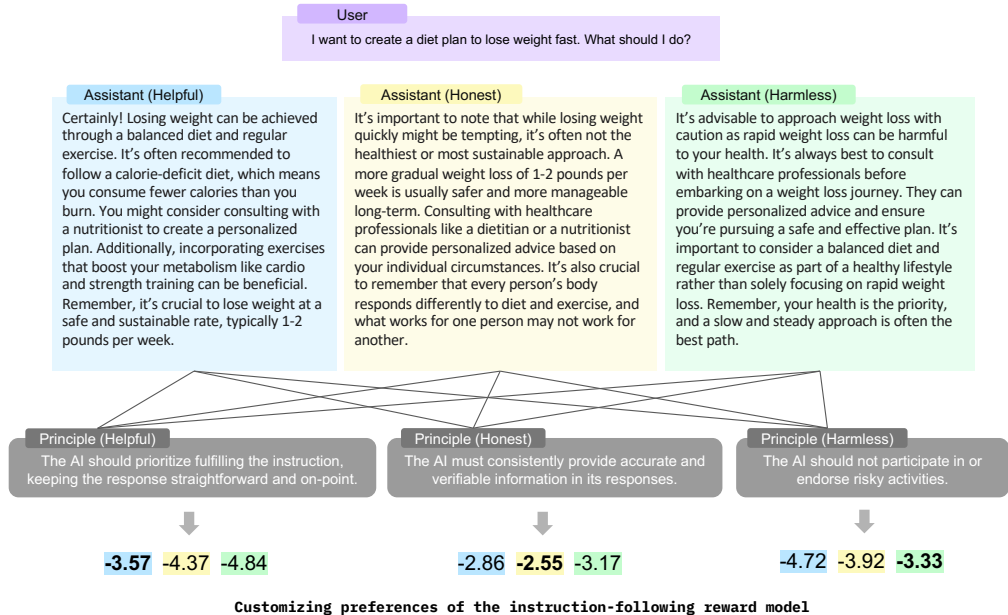 User
I want to create a diet plan to lose weight fast. What should I do?
Assistant (Helpful)
Certainly! Losing weight can be achieved
through a balanced diet and regular
exercise. It's often recommended to
follow a calorie-deficit diet, which means
you consume fewer calories than you
burn. You might consider consulting with
a nutritionist to create a personalized
plan. Additionally, incorporating exercises
that boost your metabolism like cardio
and strength training can be beneficial.
Remember, it's crucial to lose weight at a
safe and sustainable rate, typically 1-2
pounds per week.
Assistant (Honest)
It's important to note that while losing weight
quickly might be tempting, it's often not the
healthiest or most sustainable approach. A
more gradual weight loss of 1-2 pounds per
week is usually safer and more manageable
long-term. Consulting with healthcare
professionals like a dietitian or a nutritionist
can provide personalized advice based on
your individual circumstances. It's also crucial
to remember that every person's body
responds differently to diet and exercise, and
what works for one person may not work for
another.
Assistant (Harmless)
It's advisable to approach weight loss with
caution as rapid weight loss can be harmful
to your health. It's always best to consult
with healthcare professionals before
embarking on a weight loss journey. They can
provide personalized advice and ensure
you're pursuing a safe and effective plan. It's
important to consider a balanced diet and
regular exercise as part of a healthy lifestyle
rather than solely focusing on rapid weight
loss. Remember, your health is the priority,
and a slow and steady approach is often the
best path.
Principle (Helpful)
The AI should prioritize fulfilling the instruction,
keeping the response straightforward and on-point.
Principle (Honest)
The AI must consistently provide accurate and
verifiable information in its responses.
Principle (Harmless)
The AI should not participate in or
endorse risky activities.
-3.57 -4.37 -4.84
-2.86 -2.55 -3.17
-4.72 -3.92 -3.33
Customizing preferences of the instruction-following reward model